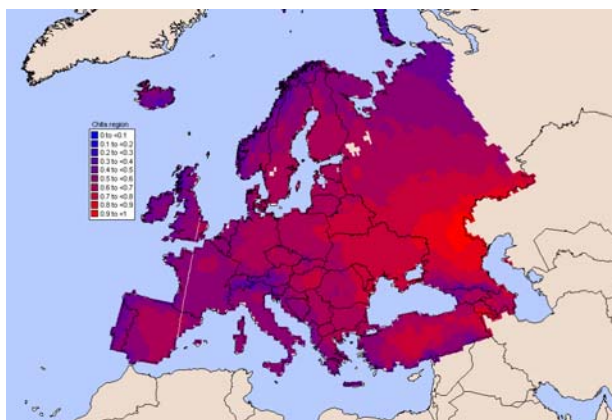 Chita region
0 to <0.1
0.1 to <0.2
0.2 to <0.3
0.3 to <0.4
0.4 to <0.5
0.5 to <0.6
0.6 to <0.7
0.7 to <0.8
0.8 to <0.9
0.9 to <1